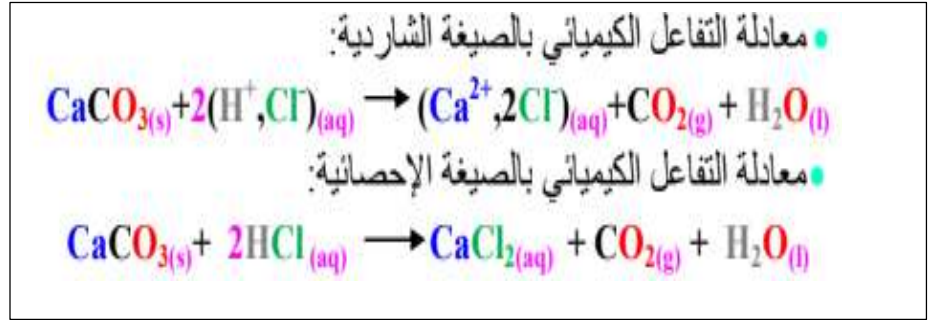 • معادلة التفاعل الكيميائي بالصيغة الشاردية:
CaCO₃₍ₛ₎+2(H⁺,Cl⁻)₍aq₎ → (Ca²⁺,2Cl⁻)₍aq₎+CO₂₍g₎ + H₂O₍l₎
• معادلة التفاعل الكيميائي بالصيغة الإحصائية:
CaCO₃₍ₛ₎+ 2HCl ₍aq₎ → CaCl₂₍aq₎ + CO₂₍g₎ + H₂O₍l₎